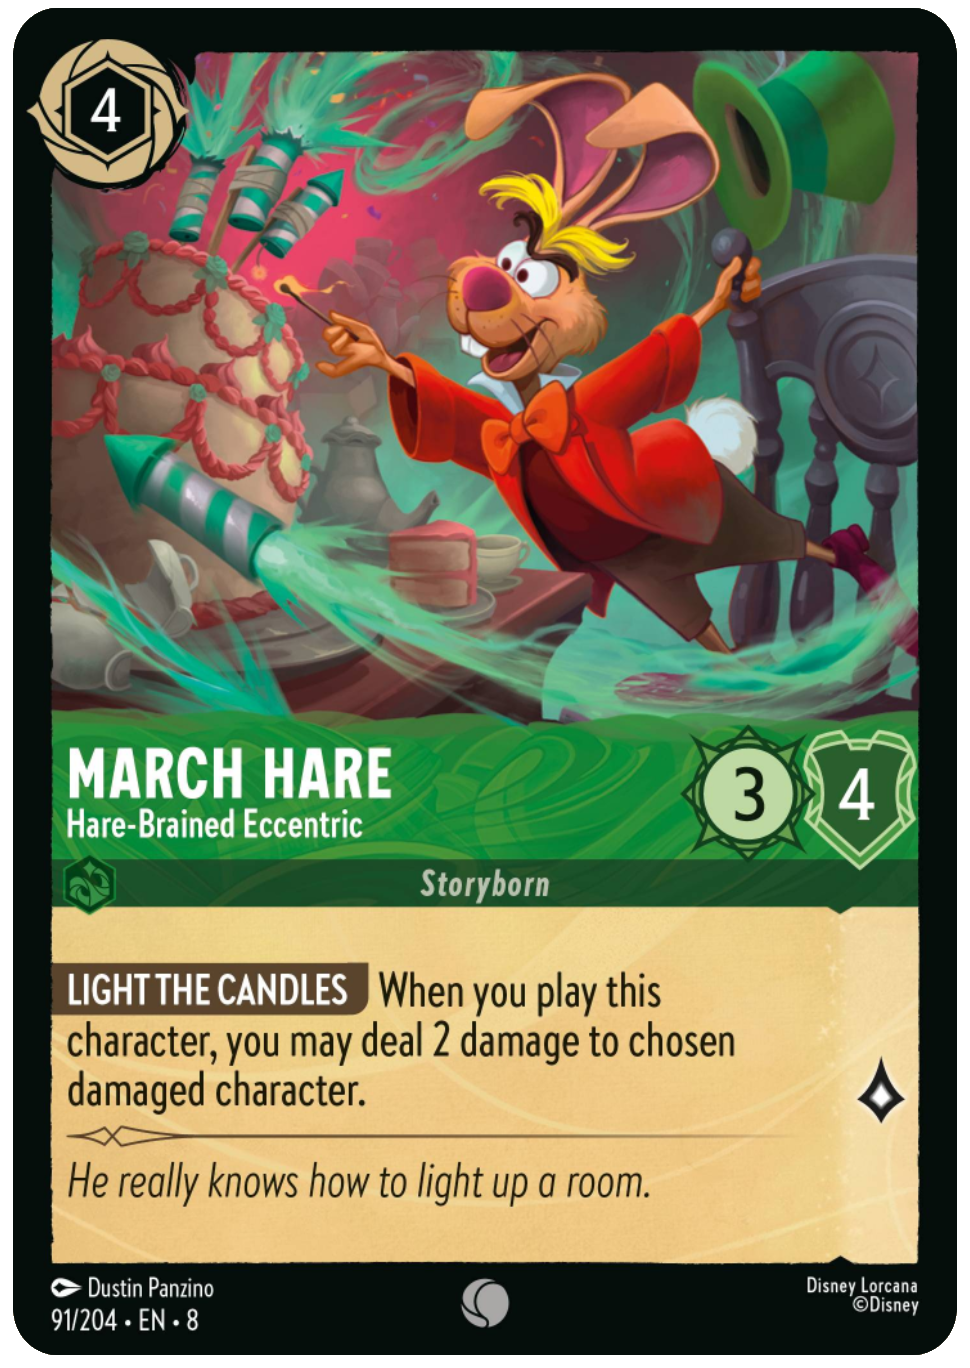 4
MARCH HARE
Hare-Brained Eccentric
3
4
Storyborn
LIGHT THE CANDLES When you play this
character, you may deal 2 damage to chosen
damaged character.
He really knows how to light up a room.
Dustin Panzino
91/204 • EN • 8
Disney Lorcana
©Disney